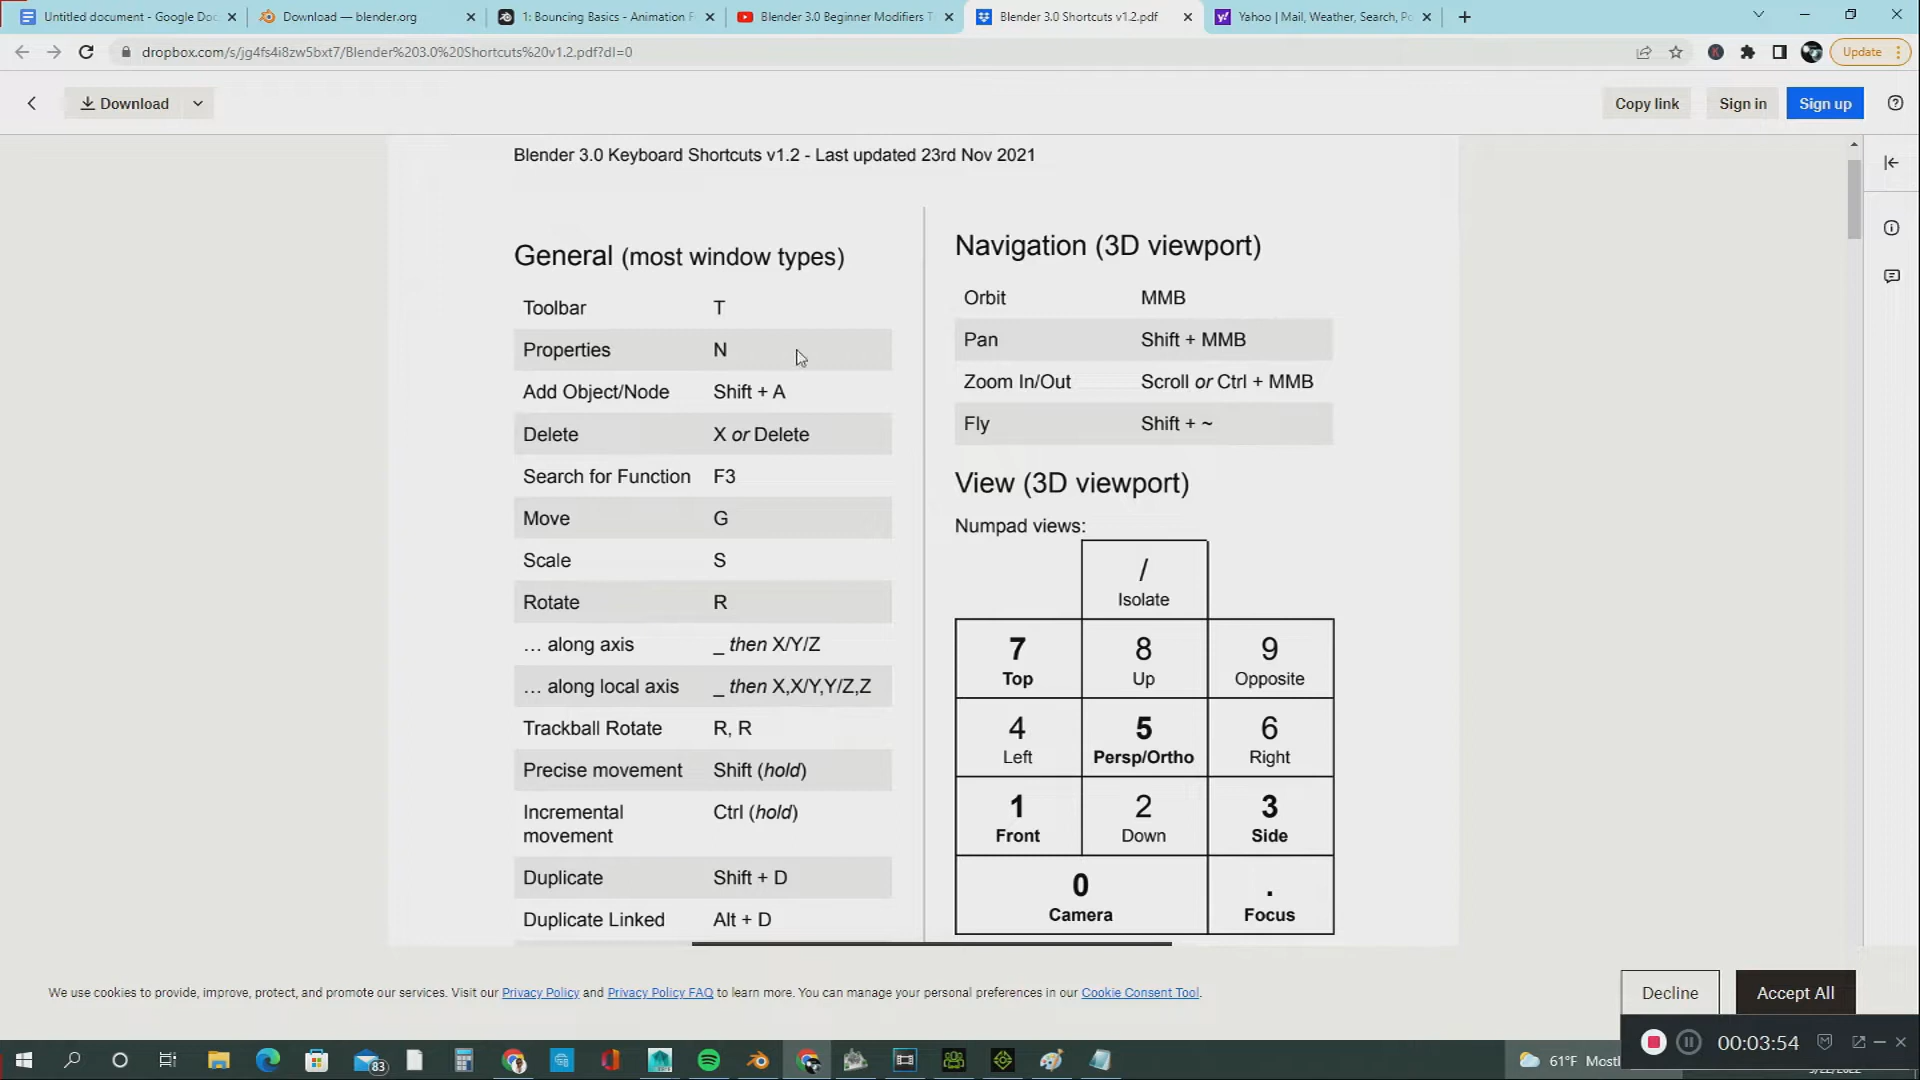 Untitled document - Google Doc
Download — blender.org
1: Bouncing Basics - Animation F
Blender 3.0 Beginner Modifiers T
Blender 3.0 Shortcuts v1.2.pdf
Yahoo | Mail, Weather, Search, Po
dropbox.com/s/jg4fs4i8zw5bxt7/Blender%203.0%20Shortcuts%20v1.2.pdf?dl=0
Update
Download
Copy link
Sign in
Sign up
Blender 3.0 Keyboard Shortcuts v1.2 - Last updated 23rd Nov 2021
General (most window types)
Toolbar T
Properties N
Add Object/Node Shift + A
Delete X or Delete
Search for Function F3
Move G
Scale S
Rotate R
… along axis _ then X/Y/Z
… along local axis _ then X,X/Y,Y/Z,Z
Trackball Rotate R, R
Precise movement Shift (hold)
Incremental Ctrl (hold)
movement
Duplicate Shift + D
Duplicate Linked Alt + D
Navigation (3D viewport)
Orbit MMB
Pan Shift + MMB
Zoom In/Out Scroll or Ctrl + MMB
Fly Shift + ~
View (3D viewport)
Numpad views:
/
Isolate
7 8 9
Top Up Opposite
4 5 6
Left Persp/Ortho Right
1 2 3
Front Down Side
0 .
Camera Focus
We use cookies to provide, improve, protect, and promote our services. Visit our Privacy Policy and Privacy Policy FAQ to learn more. You can manage your personal preferences in our Cookie Consent Tool.
Decline
Accept All
00:03:54
83
61°F Mostl